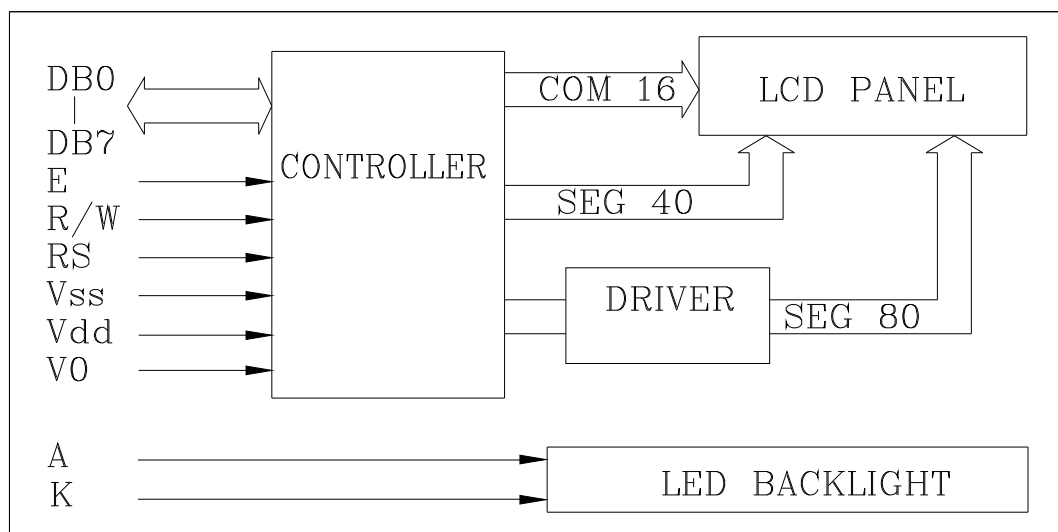 DB0
DB7
E
R/W
RS
Vss
Vdd
V0
CONTROLLER
COM 16
LCD PANEL
SEG 40
DRIVER
SEG 80
A
K
LED BACKLIGHT